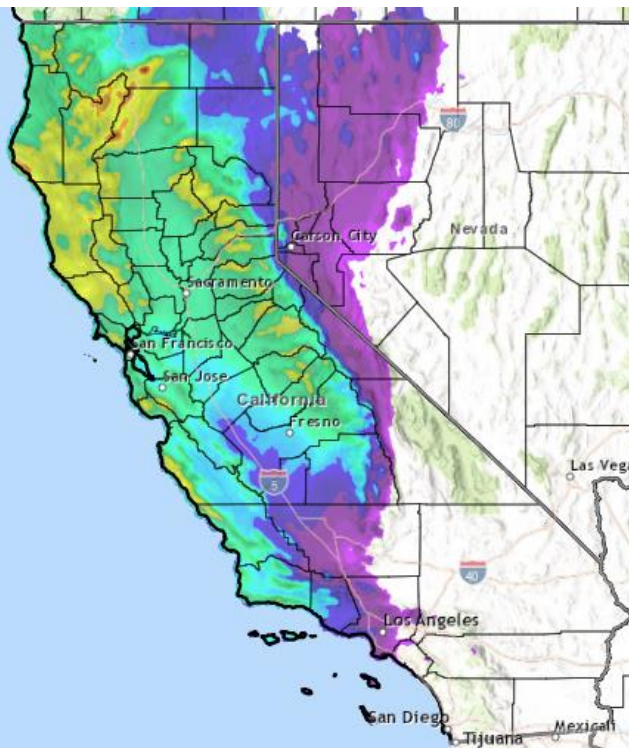 80
Nevada
Carson City
Sacramento
San Francisco
San Jose
California
Fresno
5
Las Vega
40
Los Angeles
San Diego
Tijuana
Mexicali